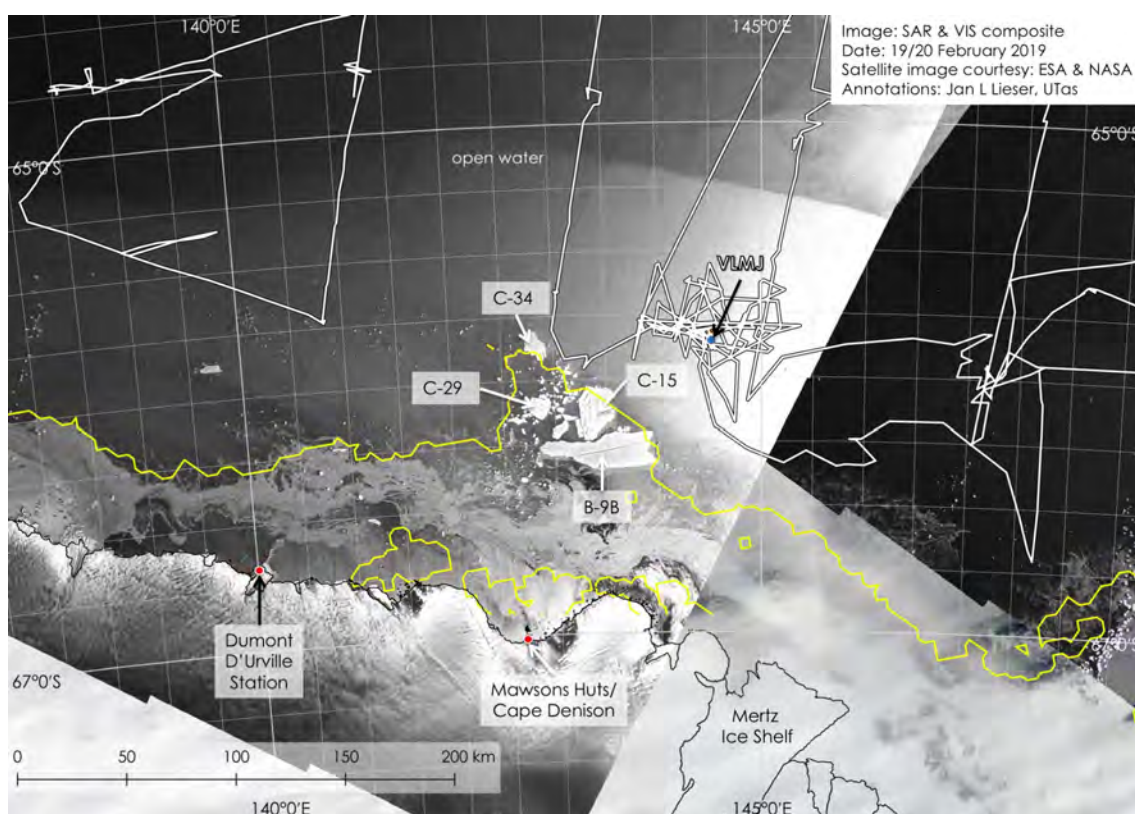 140°0'E
145°0'E
Image: SAR & VIS composite
Date: 19/20 February 2019
Satellite image courtesy: ESA & NASA
Annotations: Jan L Lieser, UTas
65°0'S
65°0'S
open water
VLMJ
C-34
C-29
C-15
B-9B
Dumont
D'Urville
Station
Mawsons Huts/
Cape Denison
Mertz
Ice Shelf
67°0'S
67°0'S
0 50 100 150 200 km
140°0'E
145°0'E